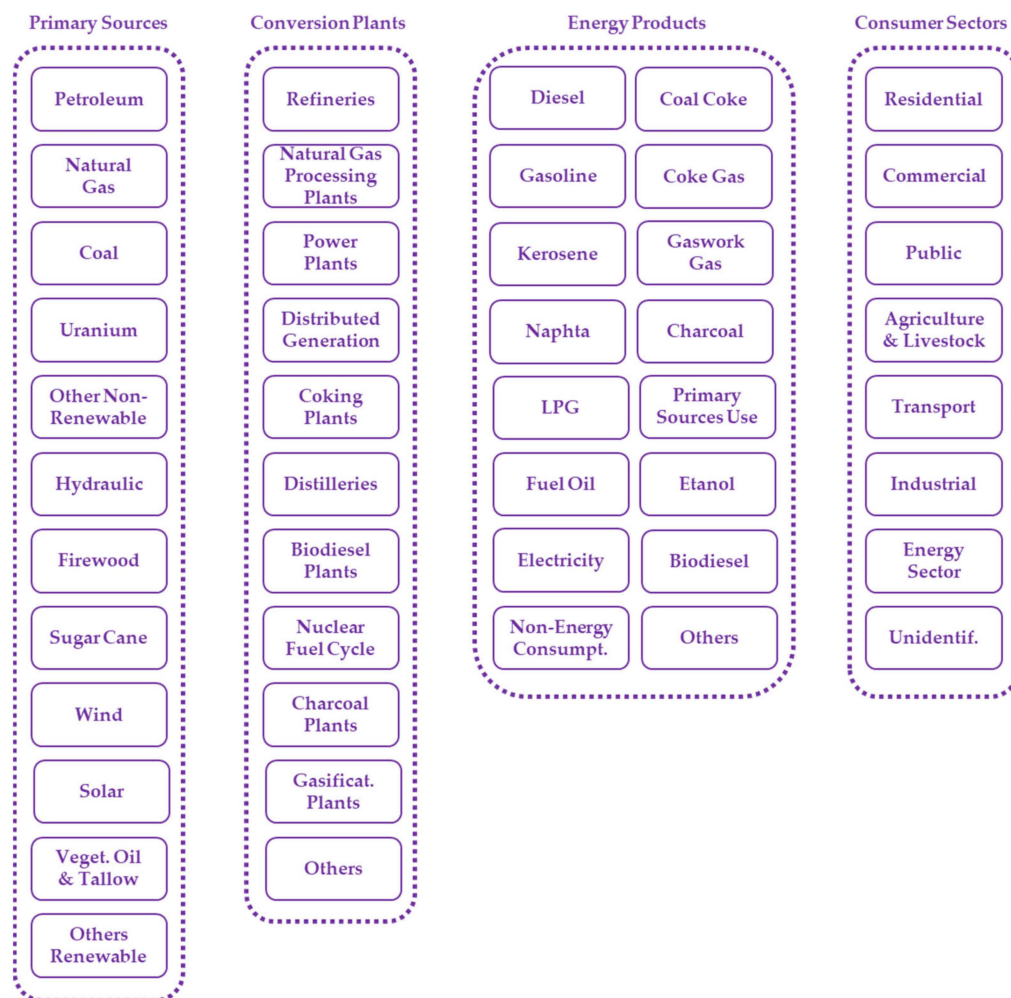 Primary Sources
Petroleum
Natural
Gas
Coal
Uranium
Other Non-
Renewable
Hydraulic
Firewood
Sugar Cane
Wind
Solar
Veget. Oil
& Tallow
Others
Renewable
Conversion Plants
Refineries
Natural Gas
Processing
Plants
Power
Plants
Distributed
Generation
Coking
Plants
Distilleries
Biodiesel
Plants
Nuclear
Fuel Cycle
Charcoal
Plants
Gasificat.
Plants
Others
Energy Products
Diesel
Coal Coke
Gasoline
Coke Gas
Kerosene
Gaswork
Gas
Naphta
Charcoal
LPG
Primary
Sources Use
Fuel Oil
Etanol
Electricity
Biodiesel
Non-Energy
Consumpt.
Others
Consumer Sectors
Residential
Commercial
Public
Agriculture
& Livestock
Transport
Industrial
Energy
Sector
Unidentif.